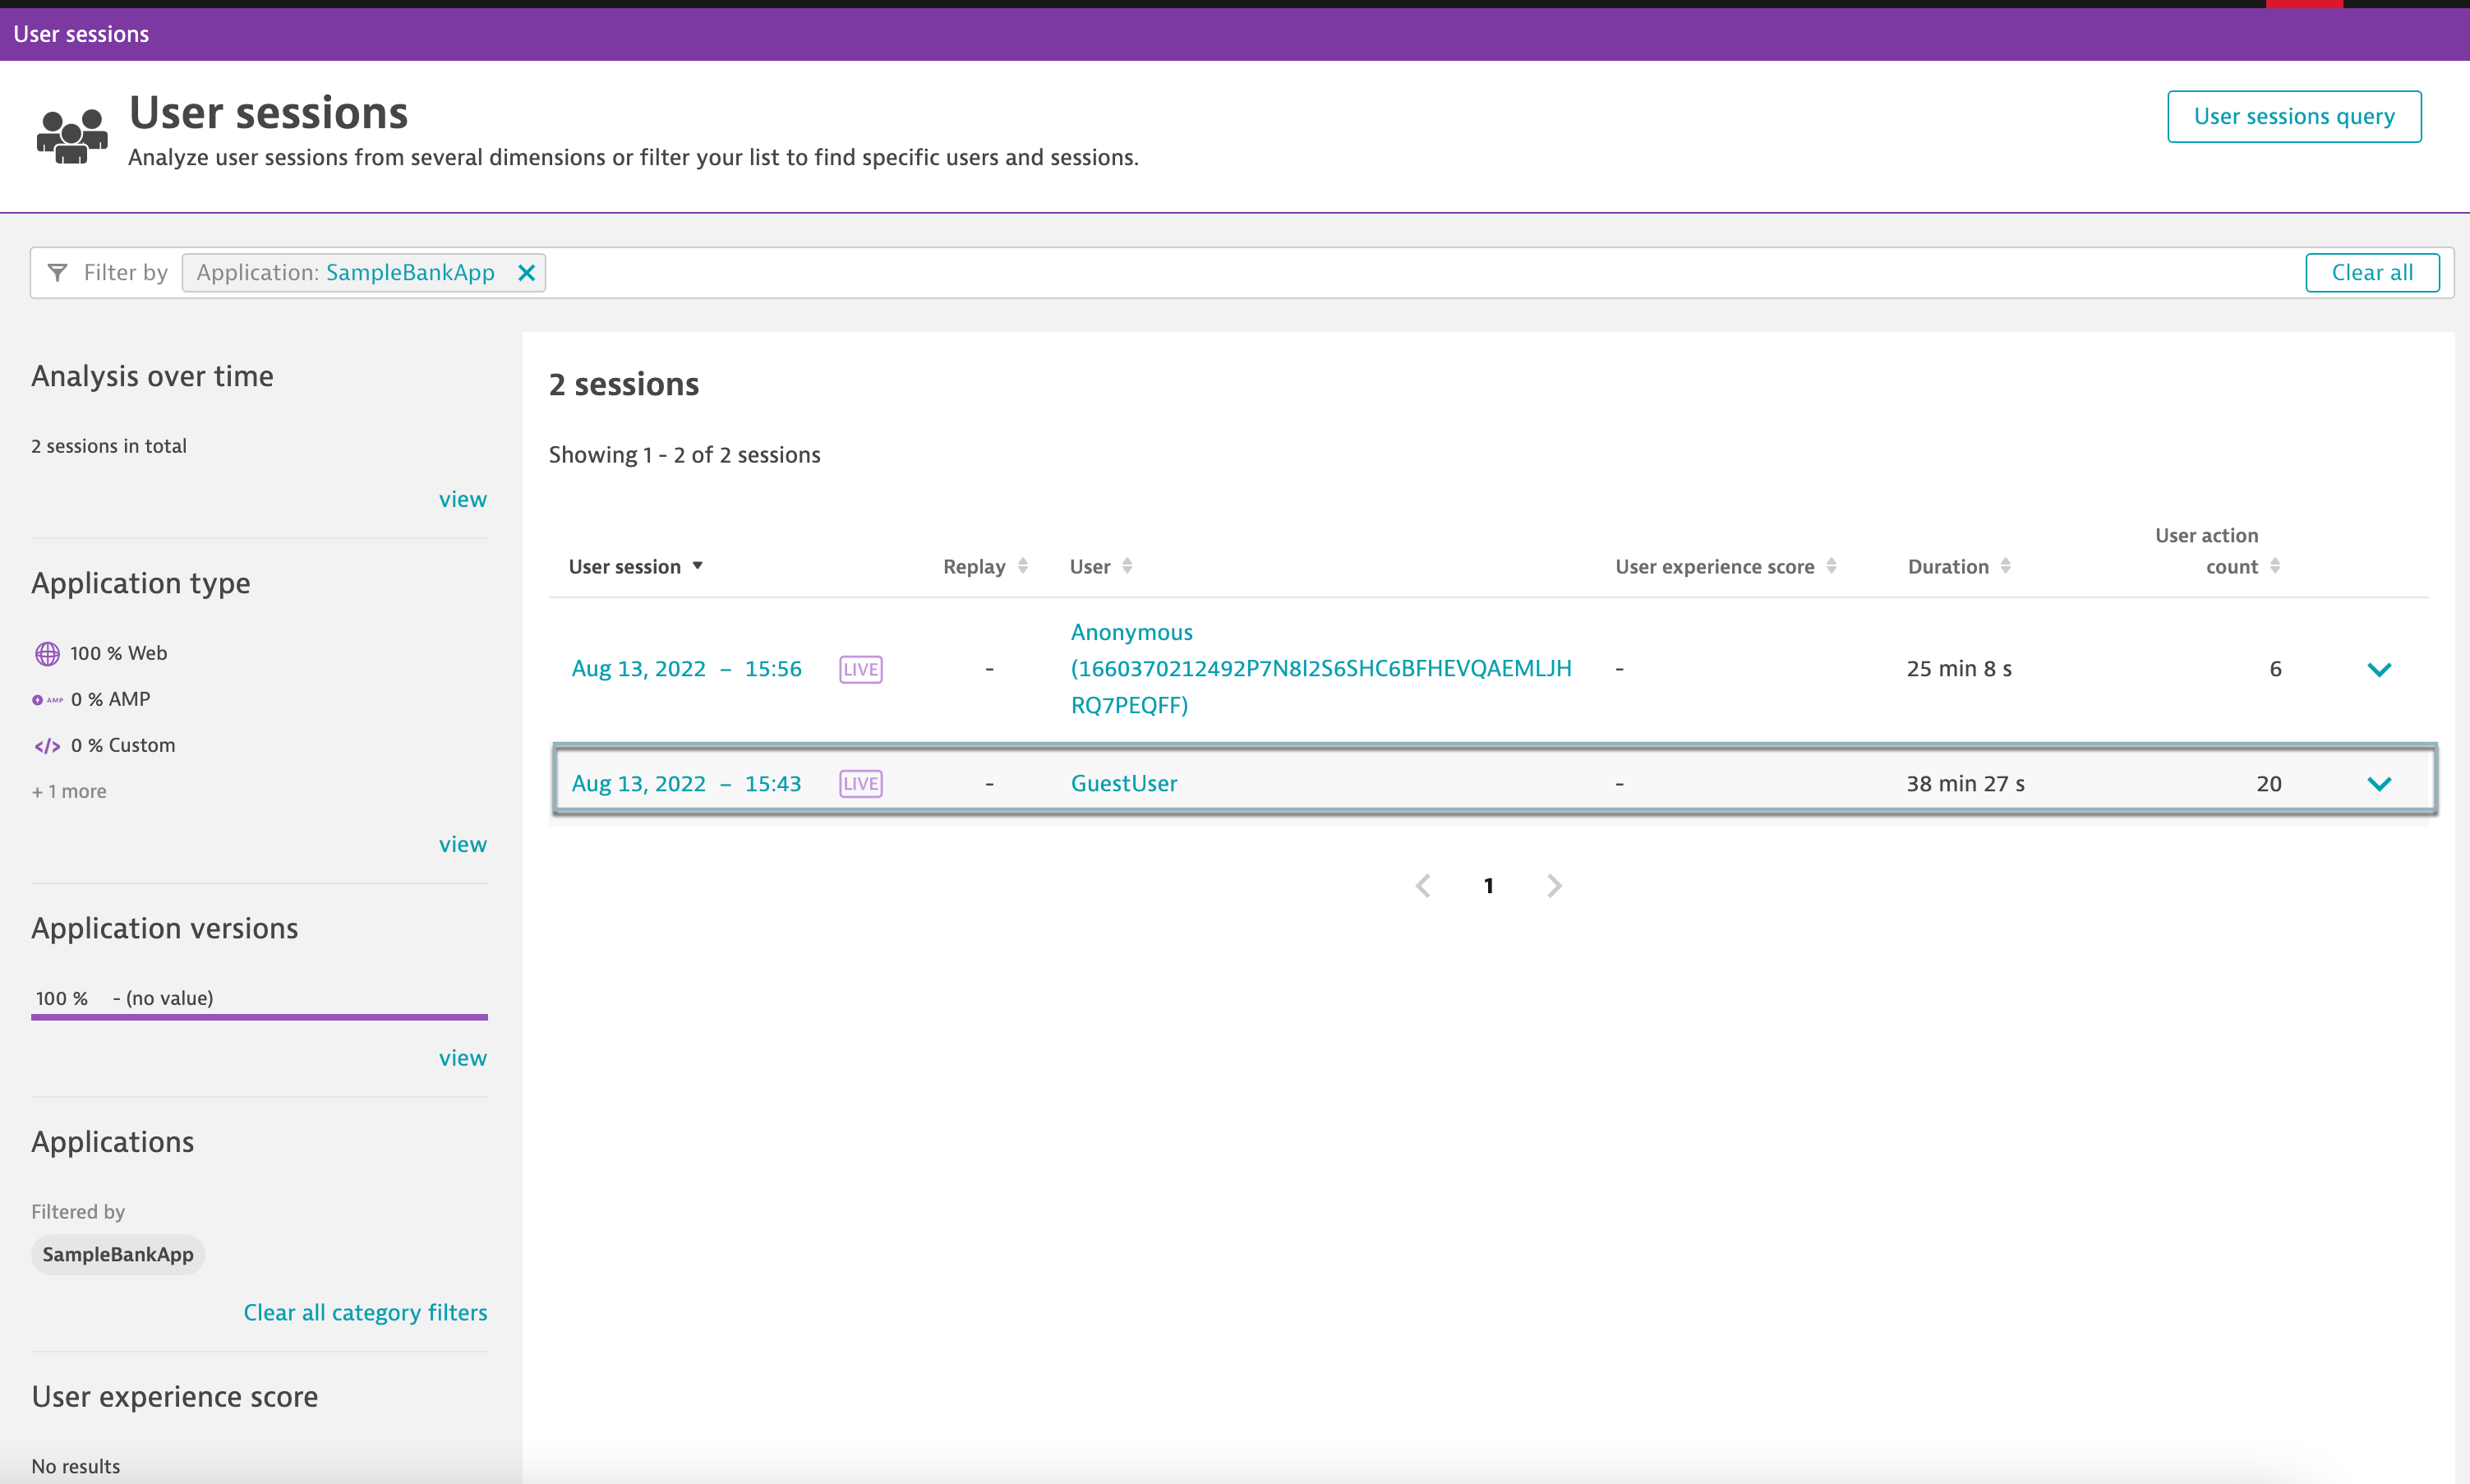 User sessions
User sessions
Analyze user sessions from several dimensions or filter your list to find specific users and sessions.
User sessions query
Filter by Application: SampleBankApp
Clear all
Analysis over time
2 sessions in total
view
Application type
100 % Web
AMP 0 % AMP
</> 0 % Custom
+ 1 more
view
Application versions
100 % - (no value)
view
Applications
Filtered by
SampleBankApp
Clear all category filters
User experience score
No results
2 sessions
Showing 1 - 2 of 2 sessions
User session Replay User User experience score Duration User action
count
Aug 13, 2022 – 15:56 LIVE - Anonymous
(1660370212492P7N8I2S6SHC6BFHEVQAEMLJH
RQ7PEQFF) - 25 min 8 s 6
Aug 13, 2022 – 15:43 LIVE - GuestUser - 38 min 27 s 20
1